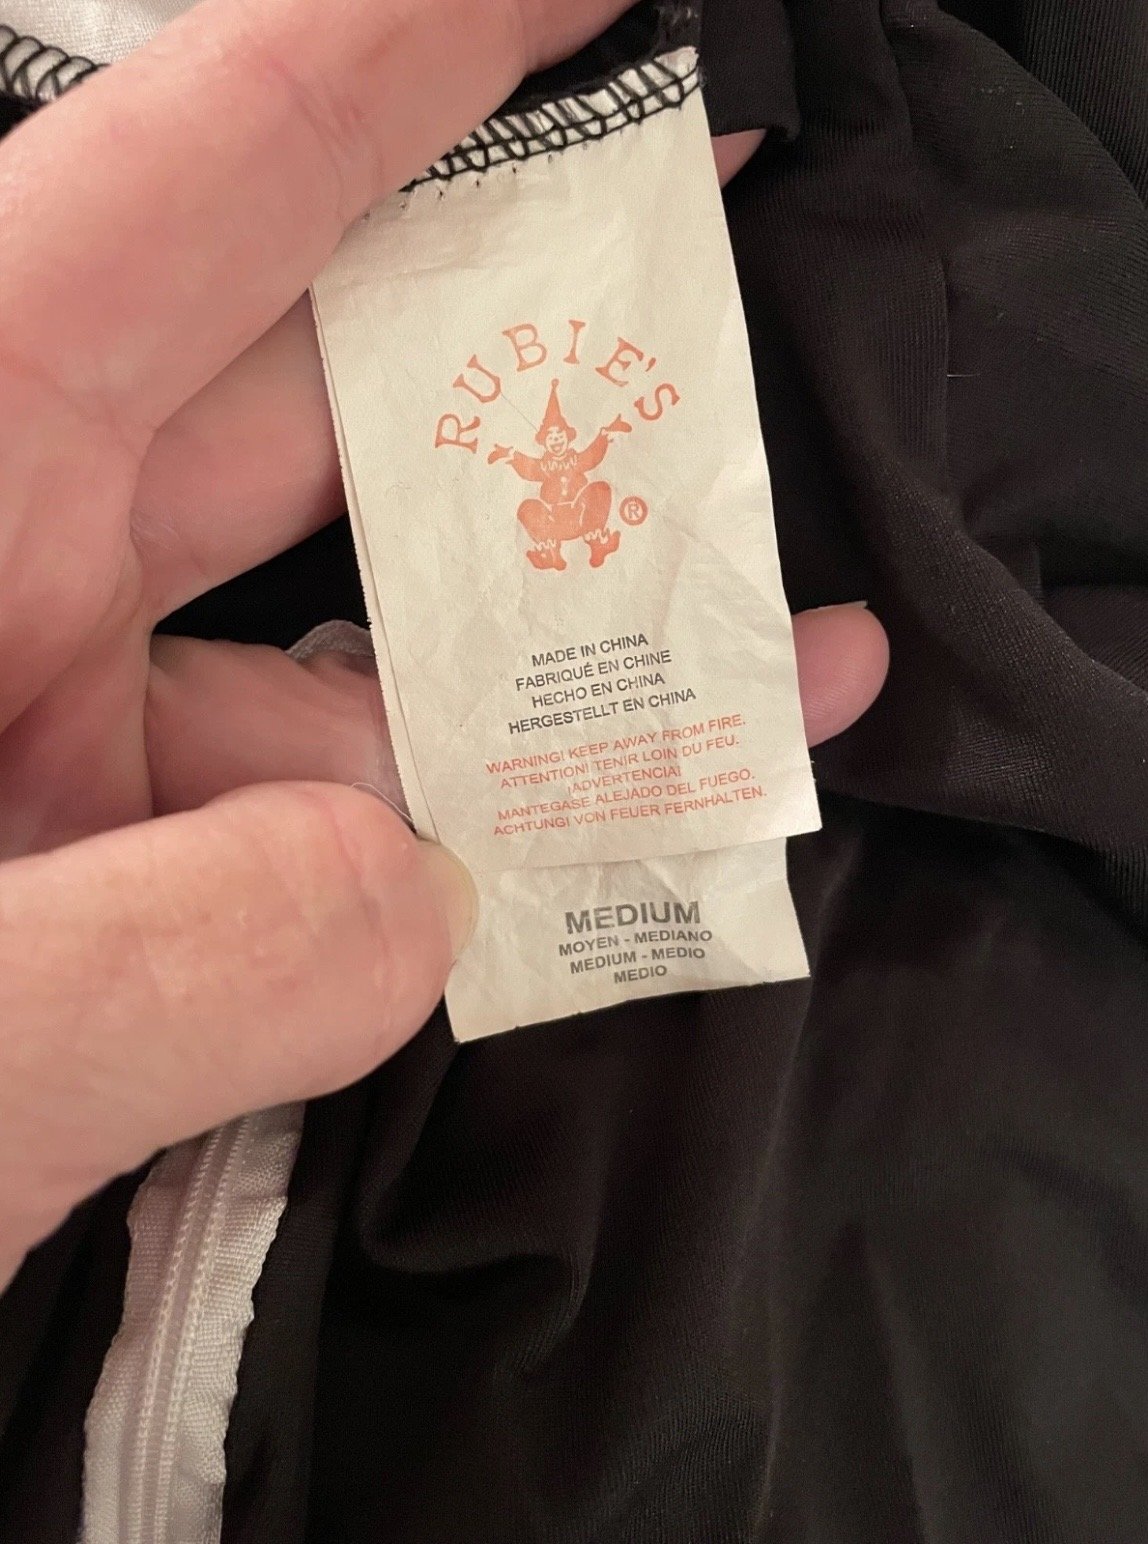 RUBIE'S
®
MADE IN CHINA
FABRIQUÉ EN CHINE
HECHO EN CHINA
HERGESTELLT EN CHINA
WARNING! KEEP AWAY FROM FIRE.
ATTENTION! TENIR LOIN DU FEU.
¡ADVERTENCIA!
MANTEGASE ALEJADO DEL FUEGO.
ACHTUNG! VON FEUER FERNHALTEN.
MEDIUM
MOYEN - MEDIANO
MEDIUM - MEDIO
MEDIO